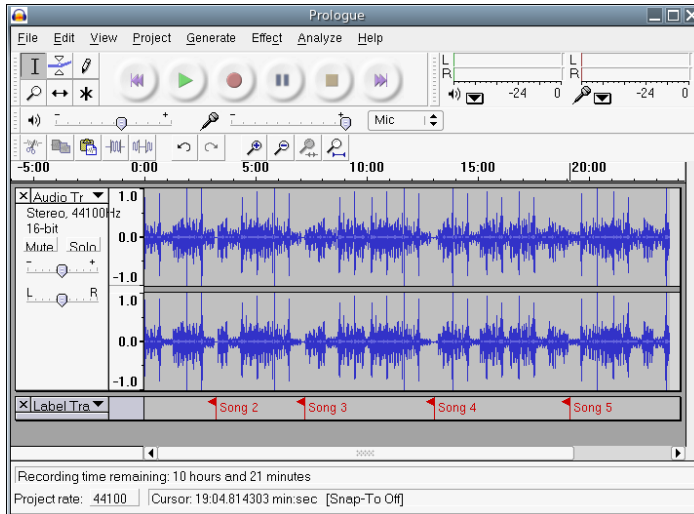 Prologue
File Edit View Project Generate Effect Analyze Help
L
R
-24 0
L
R
-24 0
- + - + Mic
-5:00 0:00 5:00 10:00 15:00 20:00
Audio Tr
Stereo, 44100Hz
16-bit
Mute Solo
- +
L R
1.0
0.0
-1.0
1.0
0.0
-1.0
Label Tra
Song 2 Song 3 Song 4 Song 5
Recording time remaining: 10 hours and 21 minutes
Project rate: 44100 Cursor: 19:04.814303 min:sec [Snap-To Off]